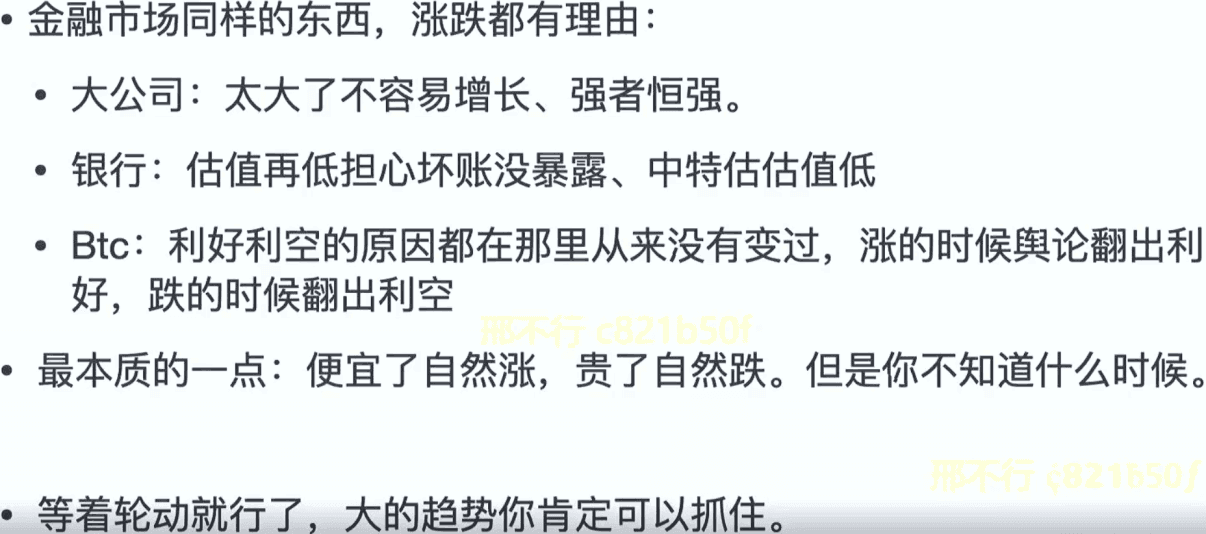 • 金融市场同样的东西，涨跌都有理由：
• 大公司：太大了不容易增长、强者恒强。
• 银行：估值再低担心坏账没暴露、中特估估值低
• Btc：利好利空的原因都在那里从来没有变过，涨的时候舆论翻出利
好，跌的时候翻出利空
邢不行 c821b50f
• 最本质的一点：便宜了自然涨，贵了自然跌。但是你不知道什么时候。
邢不行 c821b50f
• 等着轮动就行了，大的趋势你肯定可以抓住。